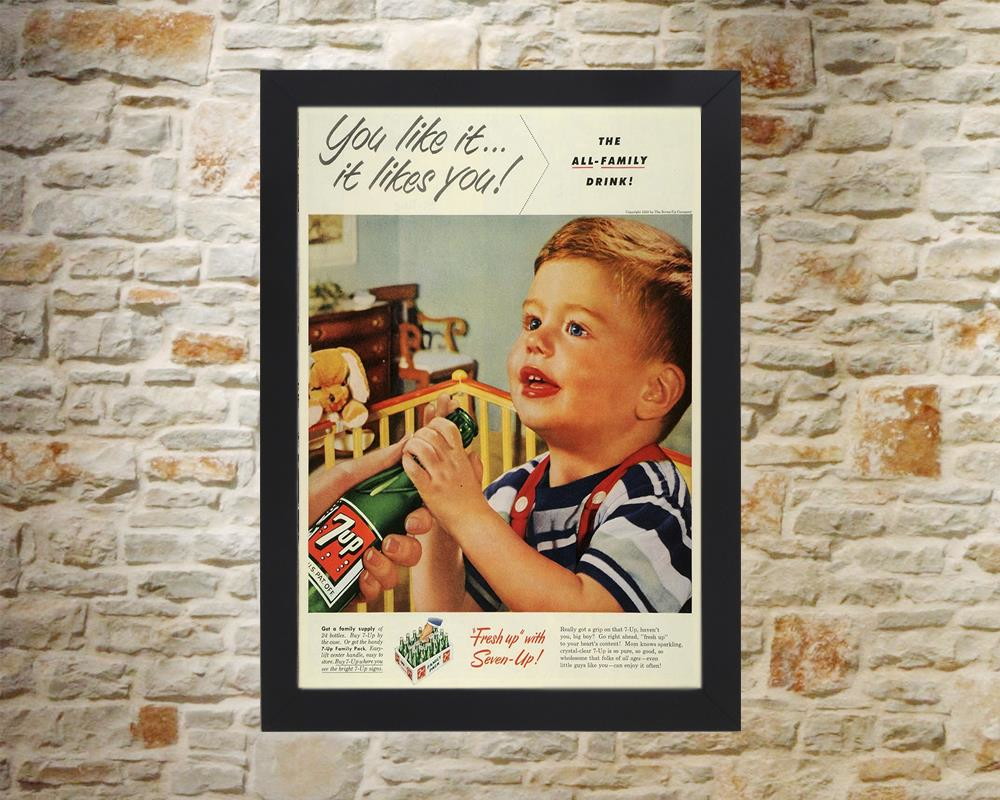 You like it...
it likes you!
THE
ALL-FAMILY
DRINK!
7up
U.S. PAT. OFF.
Get a family supply of
24 bottles. Buy 7-Up by
the case. Or get the handy
7-Up Family Pack. Easy-
lift center handle, easy to
store. Buy 7-Up where you
see the bright 7-Up signs.
"Fresh up" with
Seven-Up!
Really got a grip on that 7-Up, haven't
you, big boy? Go right ahead, "fresh up"
to your heart's content! Mom knows sparkling,
crystal-clear 7-Up is so pure, so good, so
wholesome that folks of all ages—even
little guys like you—can enjoy it often!